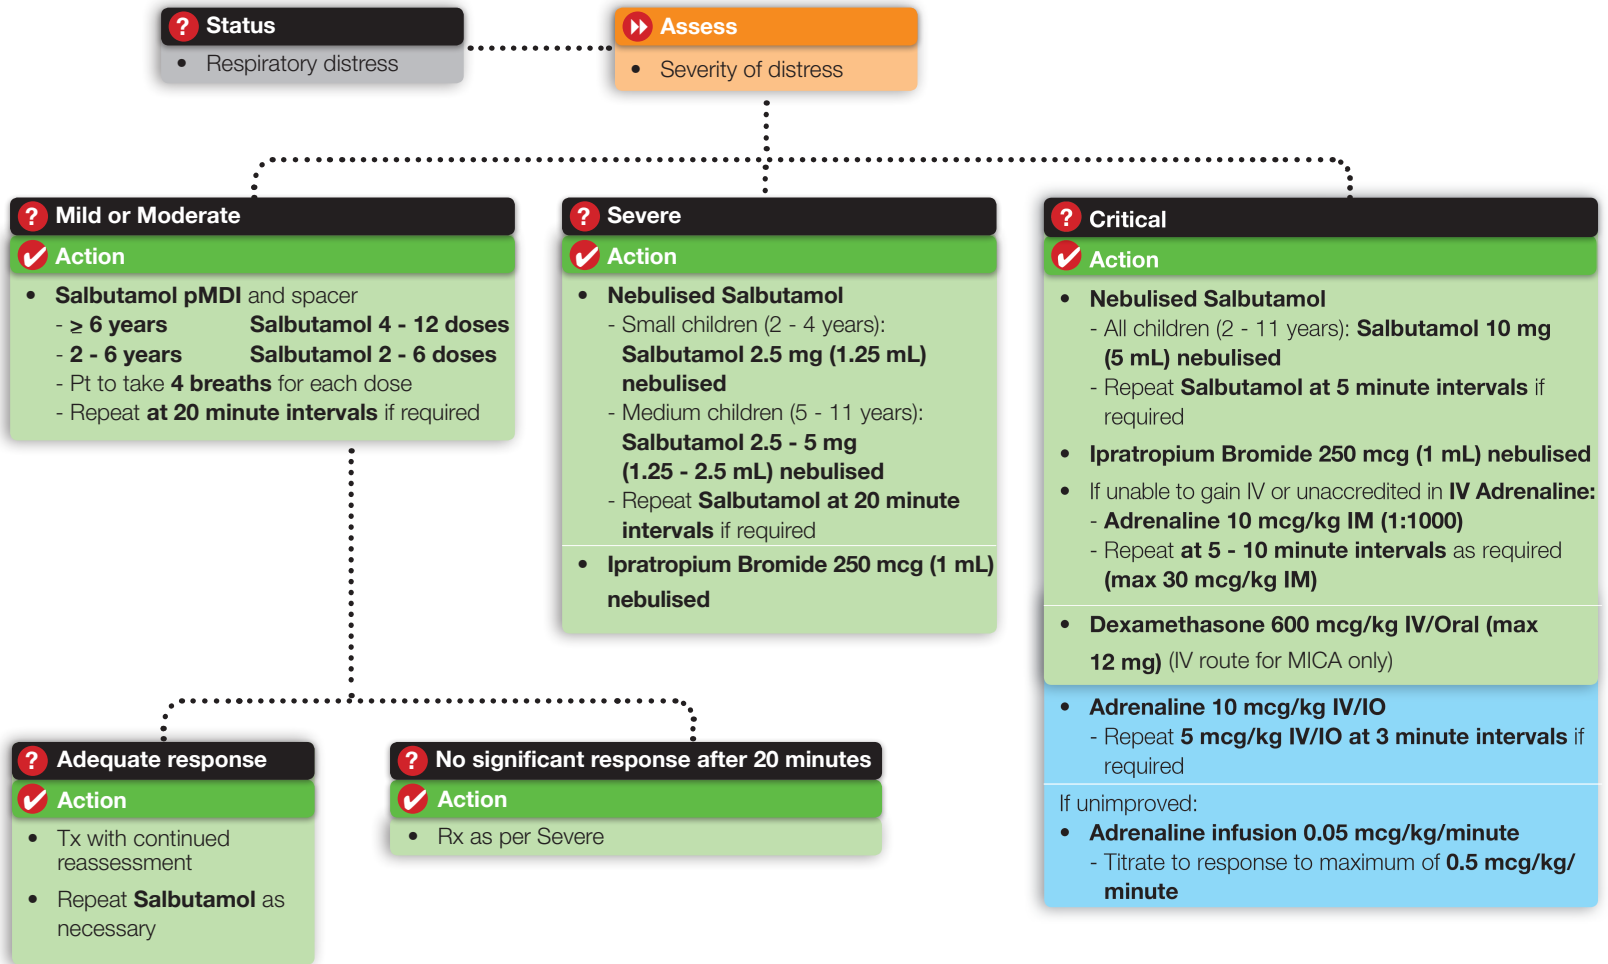 Status
• Respiratory distress
Assess
• Severity of distress
? Mild or Moderate
Action
• Salbutamol pMDI and spacer
- ≥ 6 years Salbutamol 4 - 12 doses
- 2 - 6 years Salbutamol 2 - 6 doses
- Pt to take 4 breaths for each dose
- Repeat at 20 minute intervals if required
? Severe
Action
• Nebulised Salbutamol
- Small children (2 - 4 years):
Salbutamol 2.5 mg (1.25 mL)
nebulised
- Medium children (5 - 11 years):
Salbutamol 2.5 - 5 mg
(1.25 - 2.5 mL) nebulised
- Repeat Salbutamol at 20 minute
intervals if required
• Ipratropium Bromide 250 mcg (1 mL)
nebulised
? Critical
Action
• Nebulised Salbutamol
- All children (2 - 11 years): Salbutamol 10 mg
(5 mL) nebulised
- Repeat Salbutamol at 5 minute intervals if
required
• Ipratropium Bromide 250 mcg (1 mL) nebulised
• If unable to gain IV or unaccredited in IV Adrenaline:
- Adrenaline 10 mcg/kg IM (1:1000)
- Repeat at 5 - 10 minute intervals as required
(max 30 mcg/kg IM)
• Dexamethasone 600 mcg/kg IV/Oral (max
12 mg) (IV route for MICA only)
• Adrenaline 10 mcg/kg IV/IO
- Repeat 5 mcg/kg IV/IO at 3 minute intervals if
required
If unimproved:
• Adrenaline infusion 0.05 mcg/kg/minute
- Titrate to response to maximum of 0.5 mcg/kg/
minute
? Adequate response
Action
• Tx with continued
reassessment
• Repeat Salbutamol as
necessary
? No significant response after 20 minutes
Action
• Rx as per Severe